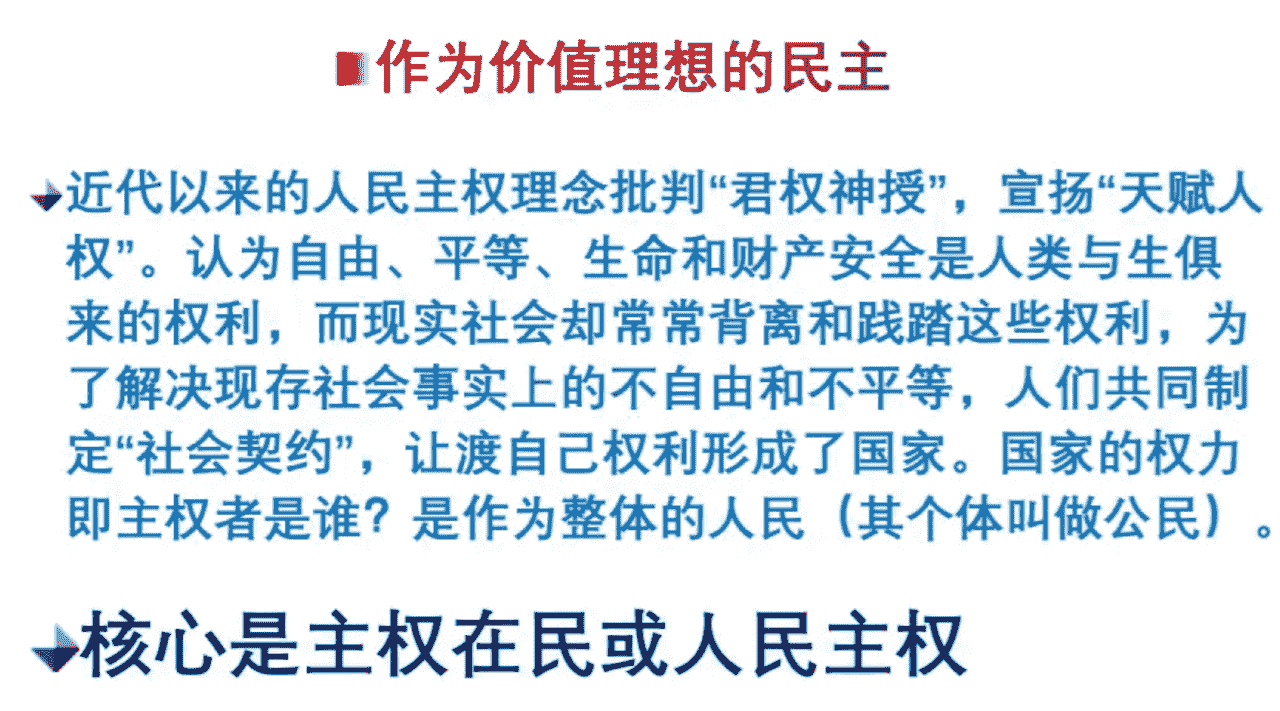 作为价值理想的民主
近代以来的人民主权理念批判“君权神授”，宣扬“天赋人
权”。认为自由、平等、生命和财产安全是人类与生俱
来的权利，而现实社会却常常背离和践踏这些权利，为
了解决现存社会事实上的不自由和不平等，人们共同制
定“社会契约”，让渡自己权利形成了国家。国家的权力
即主权者是谁？是作为整体的人民（其个体叫做公民）。
核心是主权在民或人民主权